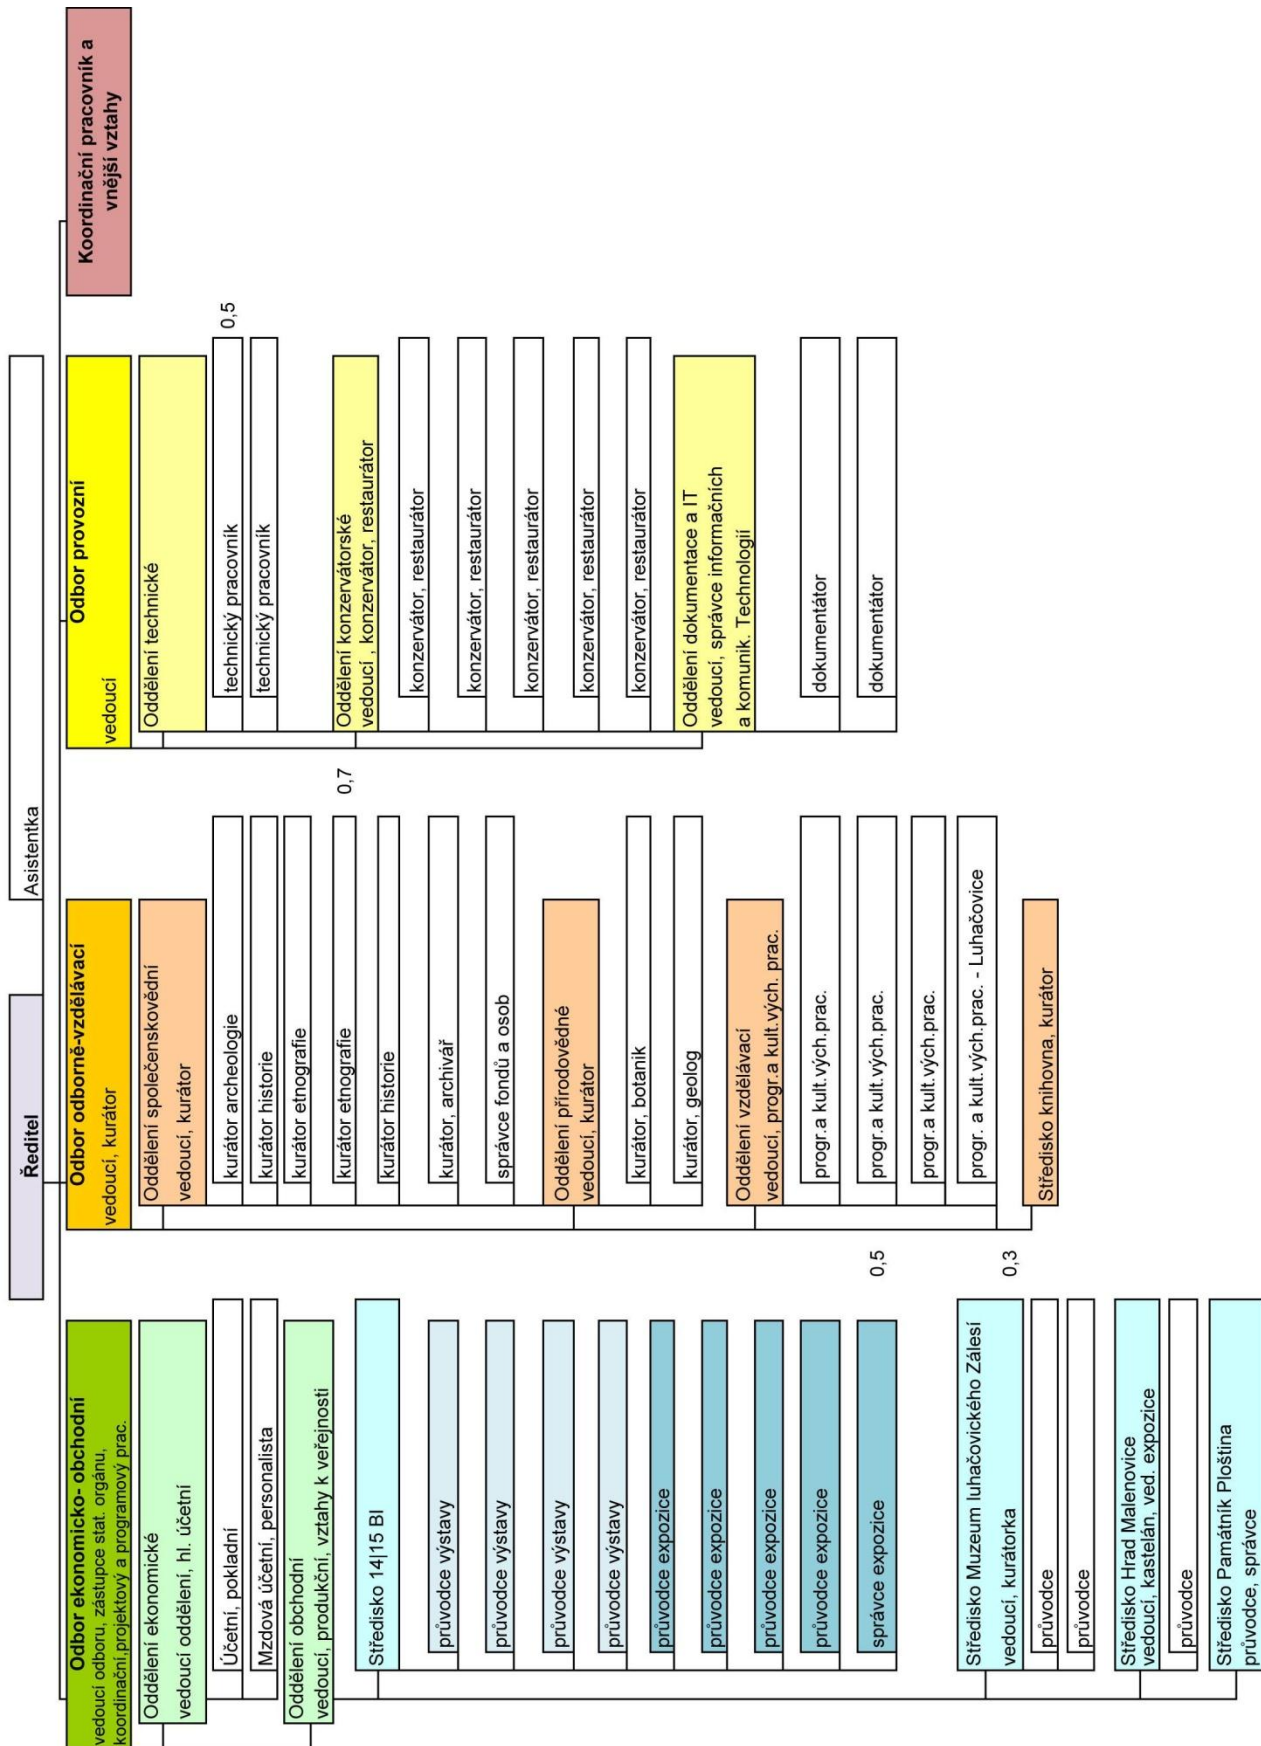 Ředitel
Asistentka
Odbor ekonomicko- obchodní
vedoucí odboru, zástupce stat. orgánu,
koordinační,projektový a programový prac.
Oddělení ekonomické
vedoucí oddělení, hl. účetní
Účetní, pokladní
Mzdová účetní, personalista
Oddělení obchodní
vedoucí, produkční, vztahy k veřejnosti
Středisko 14|15 BI
průvodce výstavy
průvodce výstavy
průvodce výstavy
průvodce výstavy
průvodce expozice
průvodce expozice
průvodce expozice
průvodce expozice
správce expozice
0,5
Středisko Muzeum luhačovického Zálesí
vedoucí, kurátorka
0,3
průvodce
průvodce
Středisko Hrad Malenovice
vedoucí, kastelán, ved. expozice
průvodce
Středisko Památník Ploština
průvodce, správce
Odbor odborně-vzdělávací
vedoucí, kurátor
Oddělení společenskovědní
vedoucí, kurátor
kurátor archeologie
kurátor historie
kurátor etnografie
kurátor etnografie
0,7
kurátor historie
kurátor, archivář
správce fondů a osob
Oddělení přírodovědné
vedoucí, kurátor
kurátor, botanik
kurátor, geolog
Oddělení vzdělávací
vedoucí, progr.a kult.vých. prac.
progr.a kult.vých.prac.
progr.a kult.vých.prac.
progr.a kult.vých.prac.
progr. a kult.vých.prac. - Luhačovice
Středisko knihovna, kurátor
Odbor provozní
vedoucí
Oddělení technické
technický pracovník
0,5
technický pracovník
Oddělení konzervátorské
vedoucí , konzervátor, restaurátor
konzervátor, restaurátor
konzervátor, restaurátor
konzervátor, restaurátor
konzervátor, restaurátor
konzervátor, restaurátor
Oddělení dokumentace a IT
vedoucí, správce informačních
a komunik. Technologií
dokumentátor
dokumentátor
Koordinační pracovník a
vnější vztahy